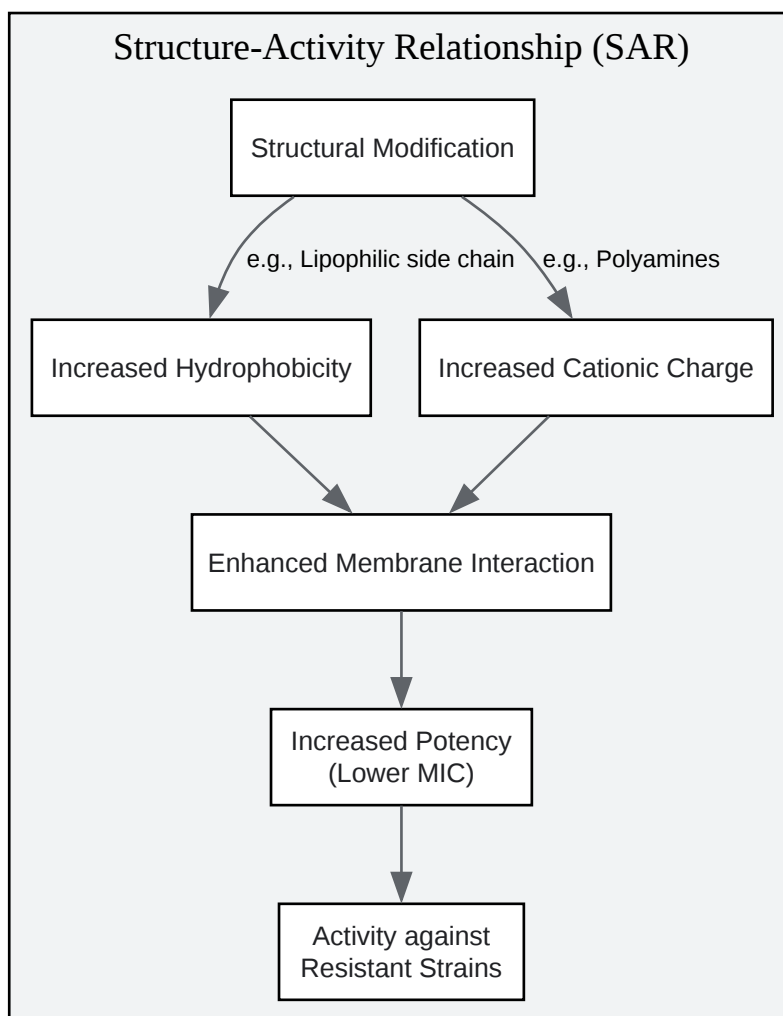 Structure-Activity Relationship (SAR)
Structural Modification
e.g., Lipophilic side chain
e.g., Polyamines
Increased Hydrophobicity
Increased Cationic Charge
Enhanced Membrane Interaction
Increased Potency
(Lower MIC)
Activity against
Resistant Strains